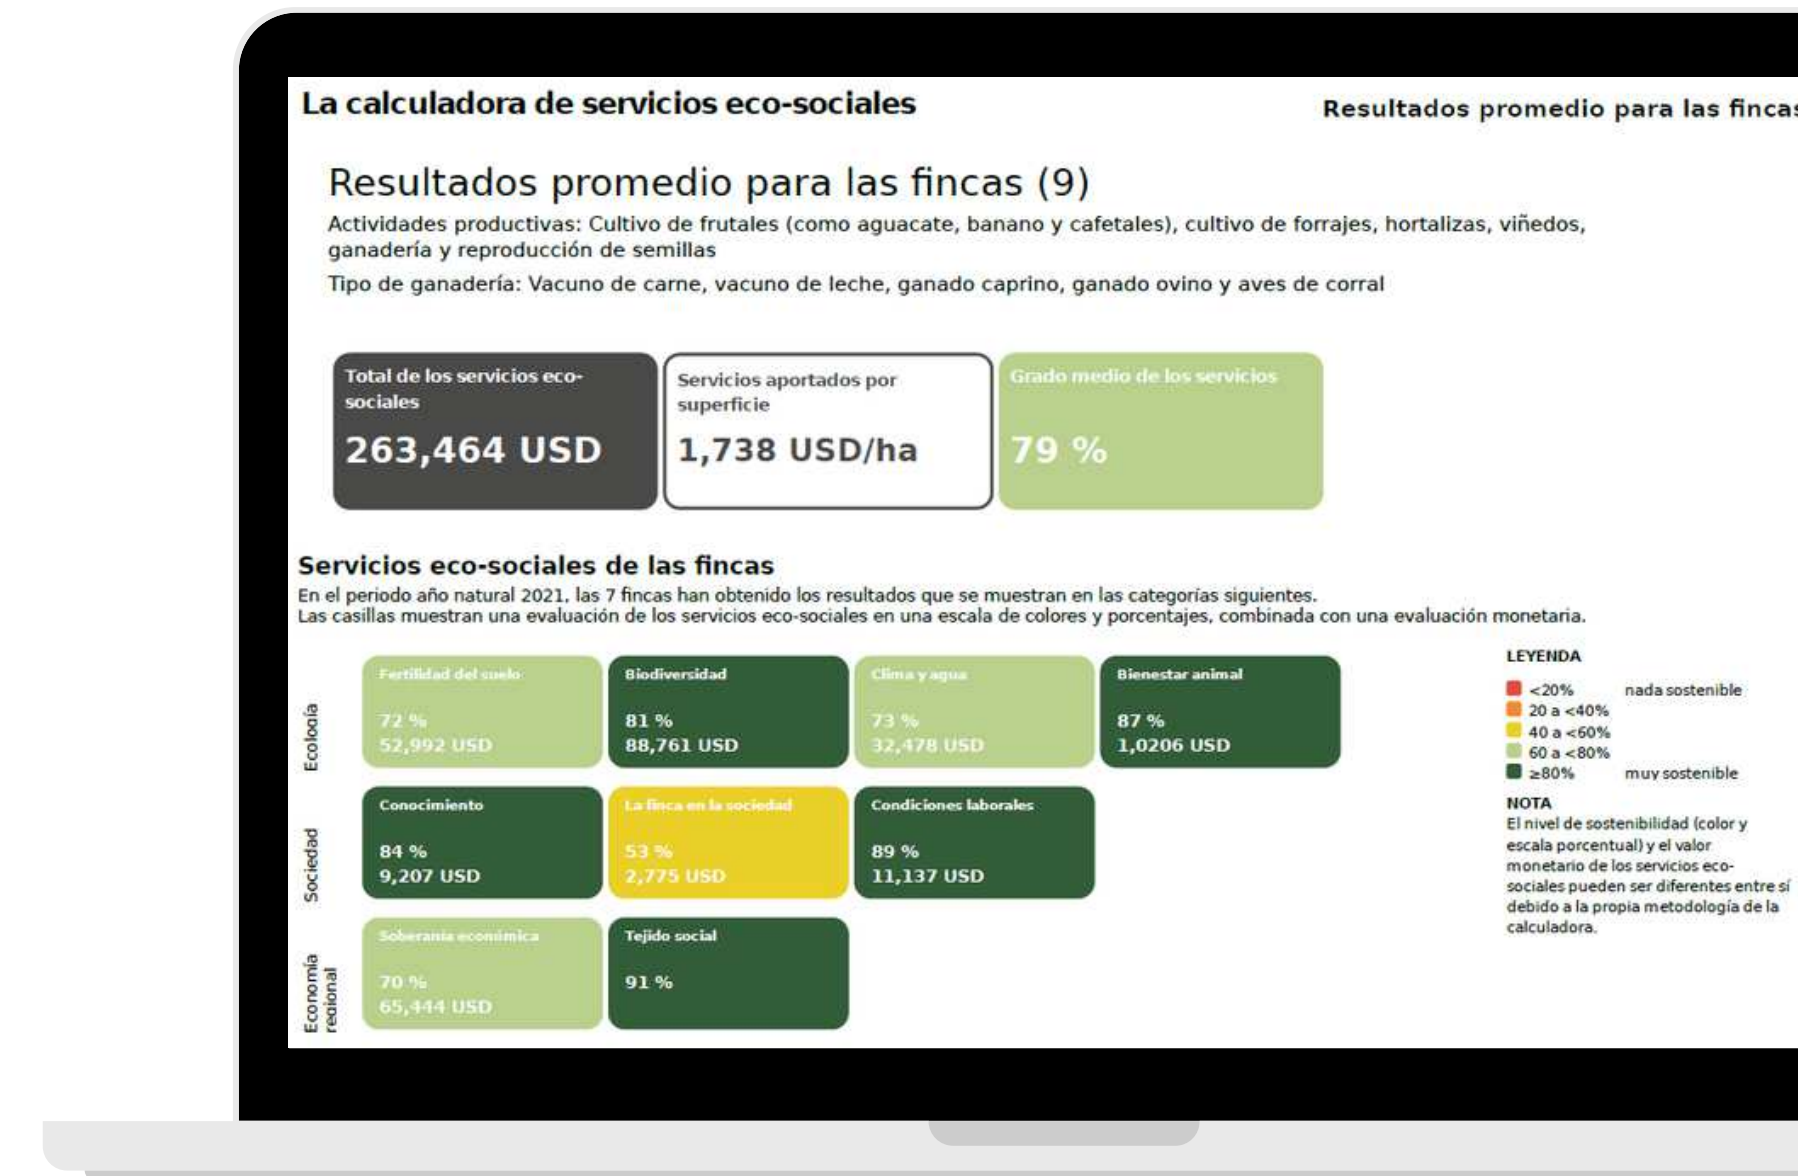 La calculadora de servicios eco-sociales
Resultados promedio para las fincas
Resultados promedio para las fincas (9)
Actividades productivas: Cultivo de frutales (como aguacate, banano y cafetales), cultivo de forrajes, hortalizas, viñedos,
ganadería y reproducción de semillas
Tipo de ganadería: Vacuno de carne, vacuno de leche, ganado caprino, ganado ovino y aves de corral
Total de los servicios eco-
sociales
263,464 USD
Servicios aportados por
superficie
1,738 USD/ha
Grado medio de los servicios
79 %
Servicios eco-sociales de las fincas
En el periodo año natural 2021, las 7 fincas han obtenido los resultados que se muestran en las categorías siguientes.
Las casillas muestran una evaluación de los servicios eco-sociales en una escala de colores y porcentajes, combinada con una evaluación monetaria.
Ecología
Fertilidad del suelo
72 %
52,992 USD
Biodiversidad
81 %
88,761 USD
Clima y agua
73 %
32,478 USD
Bienestar animal
87 %
1,0206 USD
Sociedad
Conocimiento
84 %
9,207 USD
La finca en la sociedad
53 %
2,775 USD
Condiciones laborales
89 %
11,137 USD
Economía
regional
Soberanía económica
70 %
65,444 USD
Tejido social
91 %
LEYENDA
<20% nada sostenible
20 a <40%
40 a <60%
60 a <80%
≥80% muy sostenible
NOTA
El nivel de sostenibilidad (color y
escala porcentual) y el valor
monetario de los servicios eco-
sociales pueden ser diferentes entre sí
debido a la propia metodología de la
calculadora.